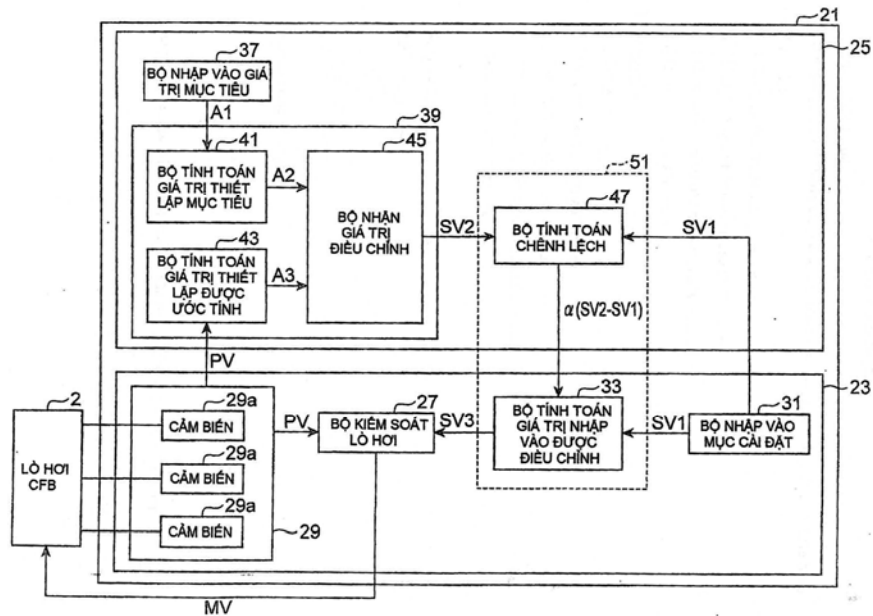 21
25
37
BỘ NHẬP VÀO GIÁ
TRỊ MỤC TIÊU
A1
39
41
BỘ TÍNH TOÁN
GIÁ TRỊ THIẾT
LẬP MỤC TIÊU
A2
45
BỘ NHẬN
GIÁ TRỊ
ĐIỀU CHỈNH
43
BỘ TÍNH TOÁN
GIÁ TRỊ THIẾT
LẬP ĐƯỢC
ƯỚC TÍNH
A3
SV2
51
47
BỘ TÍNH TOÁN
CHÊNH LỆCH
SV1
α(SV2-SV1)
PV
23
2
LÒ HƠI
CFB
29a
CẢM BIẾN
29a
CẢM BIẾN
29a
CẢM BIẾN
29
PV
27
BỘ KIỂM SOÁT
LÒ HƠI
SV3
33
BỘ TÍNH TOÁN
GIÁ TRỊ NHẬP
VÀO ĐƯỢC
ĐIỀU CHỈNH
SV1
31
BỘ NHẬP VÀO
MỤC CÀI ĐẶT
MV